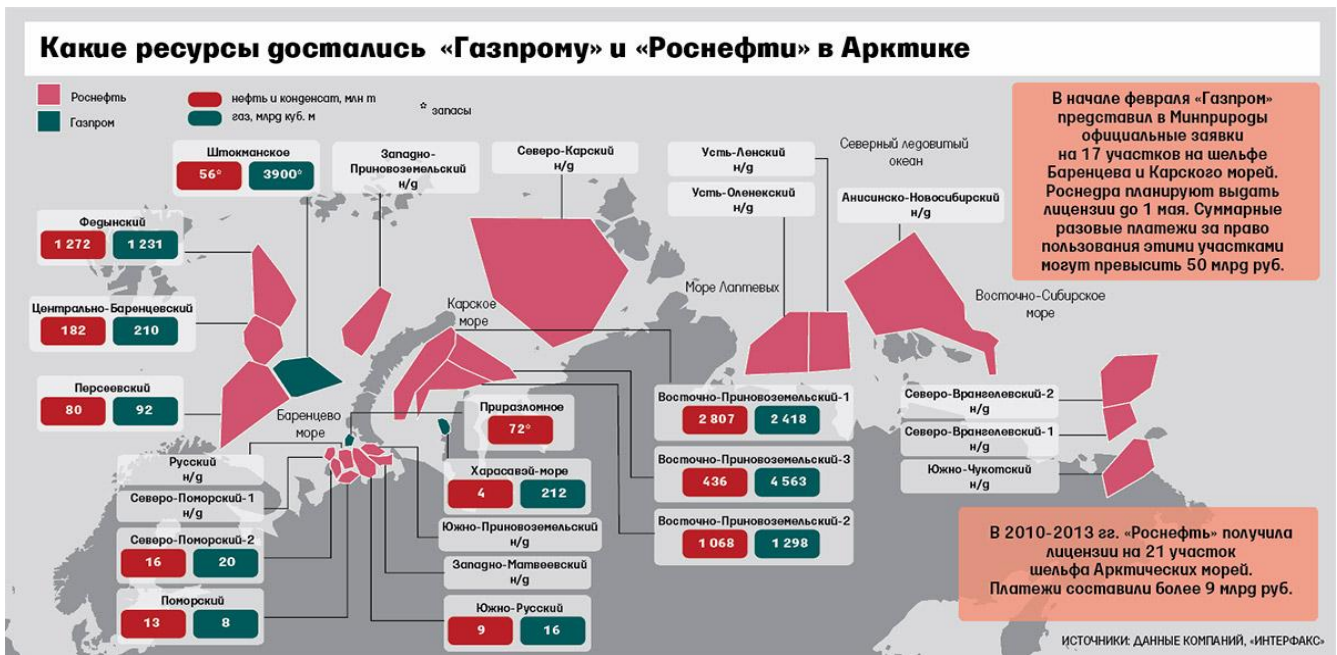 Какие ресурсы достались «Газпрому» и «Роснефти» в Арктике
Роснефть
Газпром
нефть и конденсат, млн т
газ, млрд куб. м
* запасы
В начале февраля «Газпром»
представил в Минприроды
официальные заявки
на 17 участков на шельфе
Баренцева и Карского морей.
Роснедра планируют выдать
лицензии до 1 мая. Суммарные
разовые платежи за право
пользования этими участками
могут превысить 50 млрд руб.
Штокманское
56* 3900*
Западно-
Приновоземельский
н/д
Северо-Карский
н/д
Усть-Ленский
н/д
Усть-Оленекский
н/д
Северный ледовитый
океан
Анисинско-Новосибирский
н/д
Федынский
1 272 1 231
Центрально-Баренцевский
182 210
Персеевский
80 92
Карское
море
Море Лаптевых
Восточно-Сибирское
море
Баренцево
море
Приразломное
72*
Восточно-Приновоземельский-1
2 807 2 418
Северо-Врангелевский-2
н/д
Северо-Врангелевский-1
н/д
Южно-Чукотский
н/д
Русский
н/д
Северо-Поморский-1
н/д
Северо-Поморский-2
16 20
Поморский
13 8
Харасавэй-море
4 212
Южно-Приновоземельский
н/д
Западно-Матвеевский
н/д
Южно-Русский
9 16
Восточно-Приновоземельский-3
436 4 563
Восточно-Приновоземельский-2
1 068 1 298
В 2010-2013 гг. «Роснефть» получила
лицензии на 21 участок
шельфа Арктических морей.
Платежи составили более 9 млрд руб.
ИСТОЧНИКИ: ДАННЫЕ КОМПАНИЙ, «ИНТЕРФАКС»